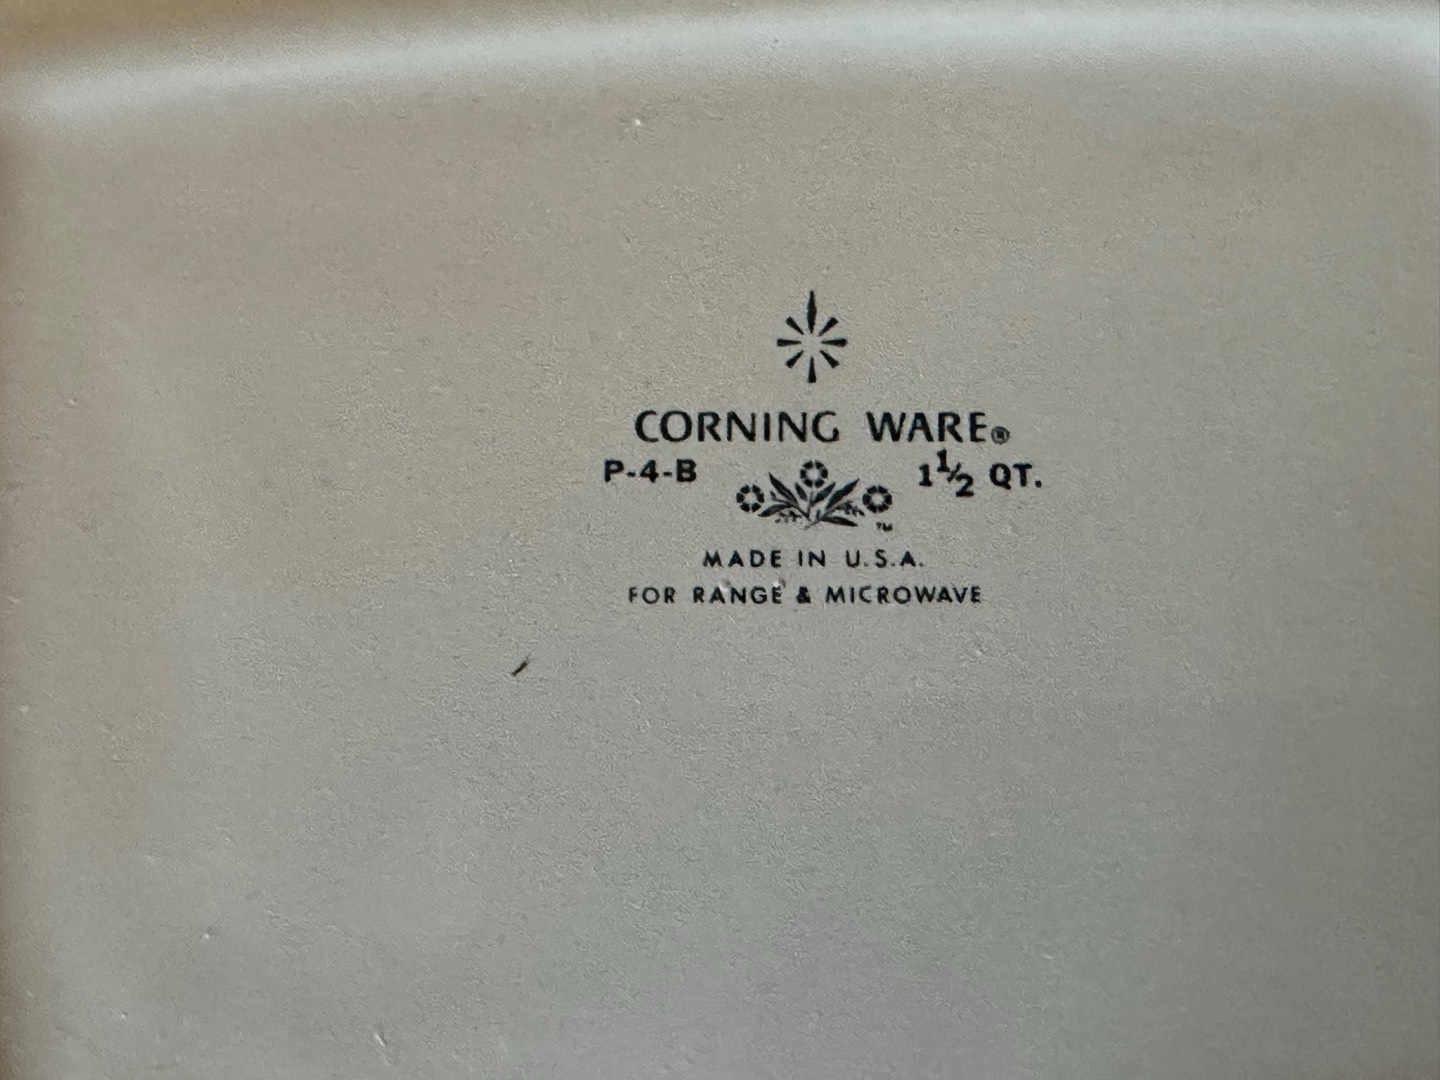 CORNING WARE®
P-4-B 1½ QT.
™
MADE IN U.S.A.
FOR RANGE & MICROWAVE